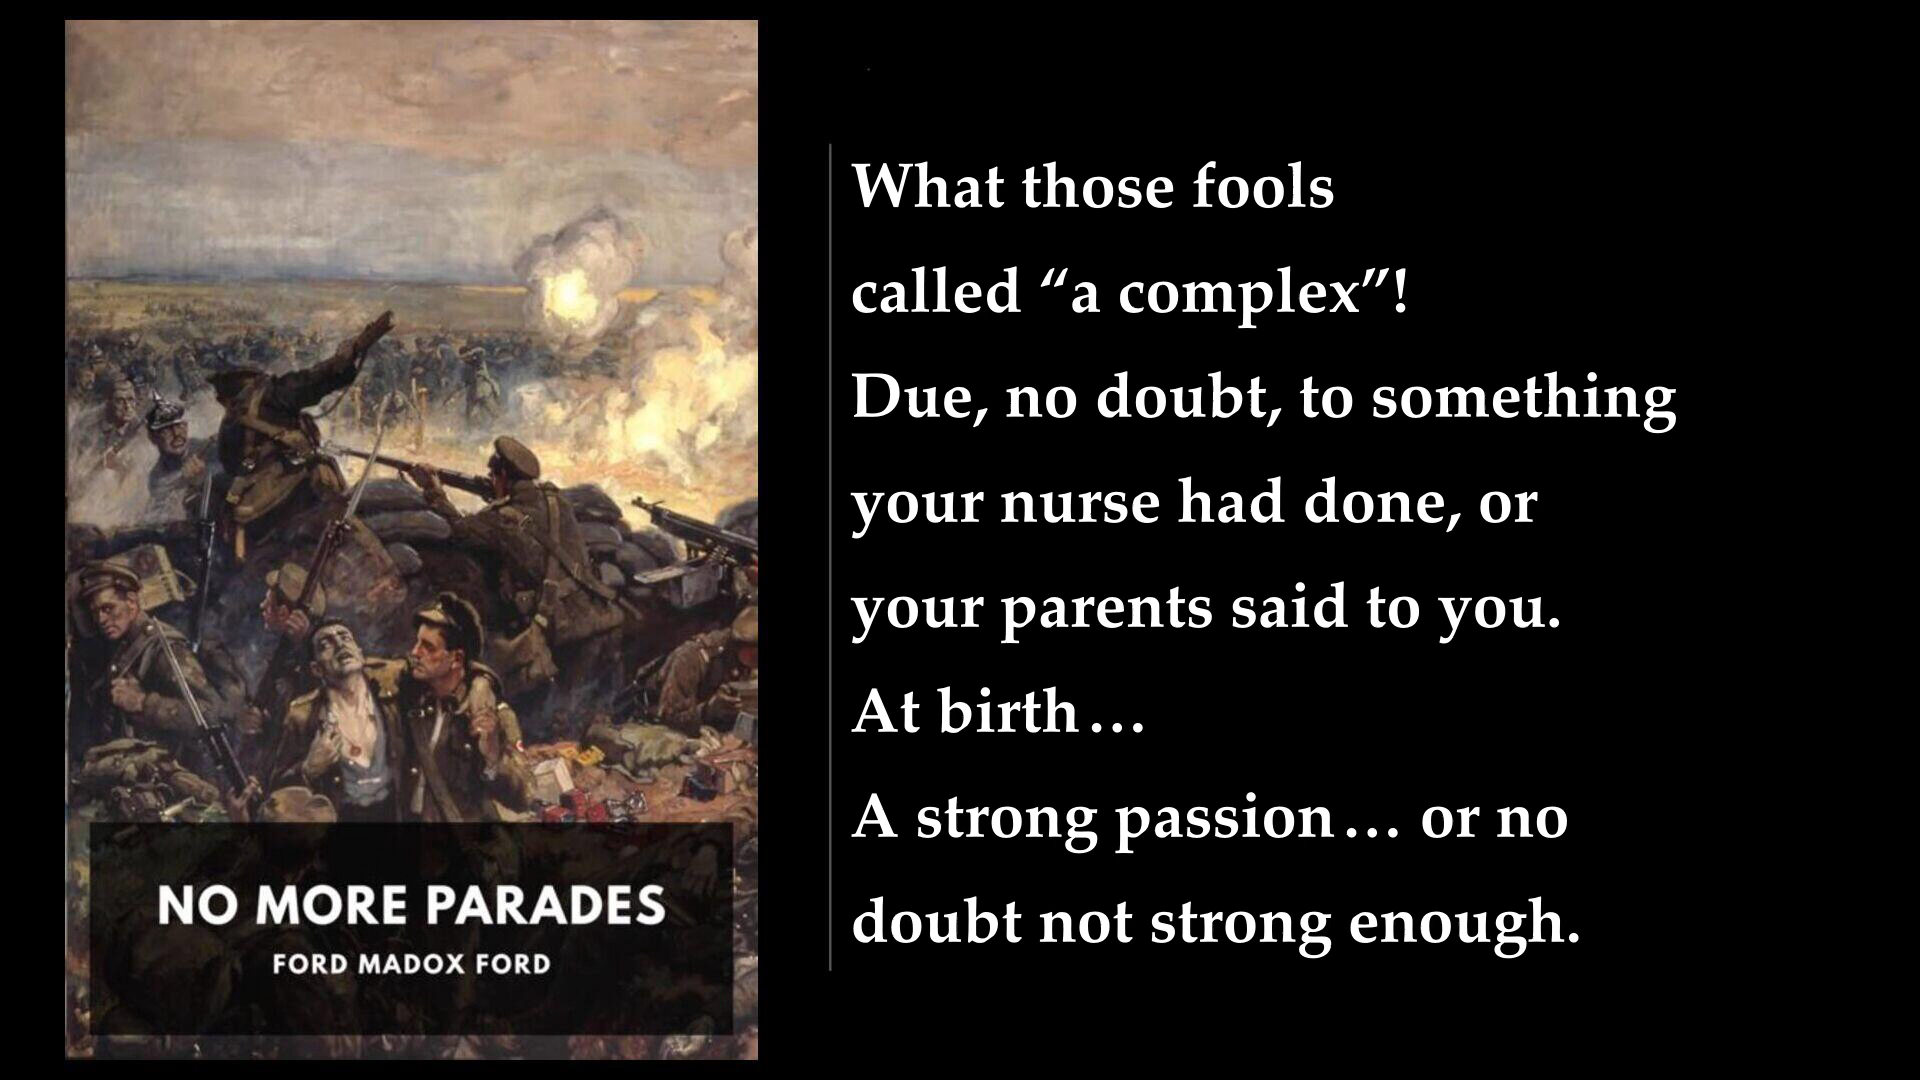 NO MORE PARADES
FORD MADOX FORD
What those fools
called “a complex”!
Due, no doubt, to something
your nurse had done, or
your parents said to you.
At birth…
A strong passion… or no
doubt not strong enough.